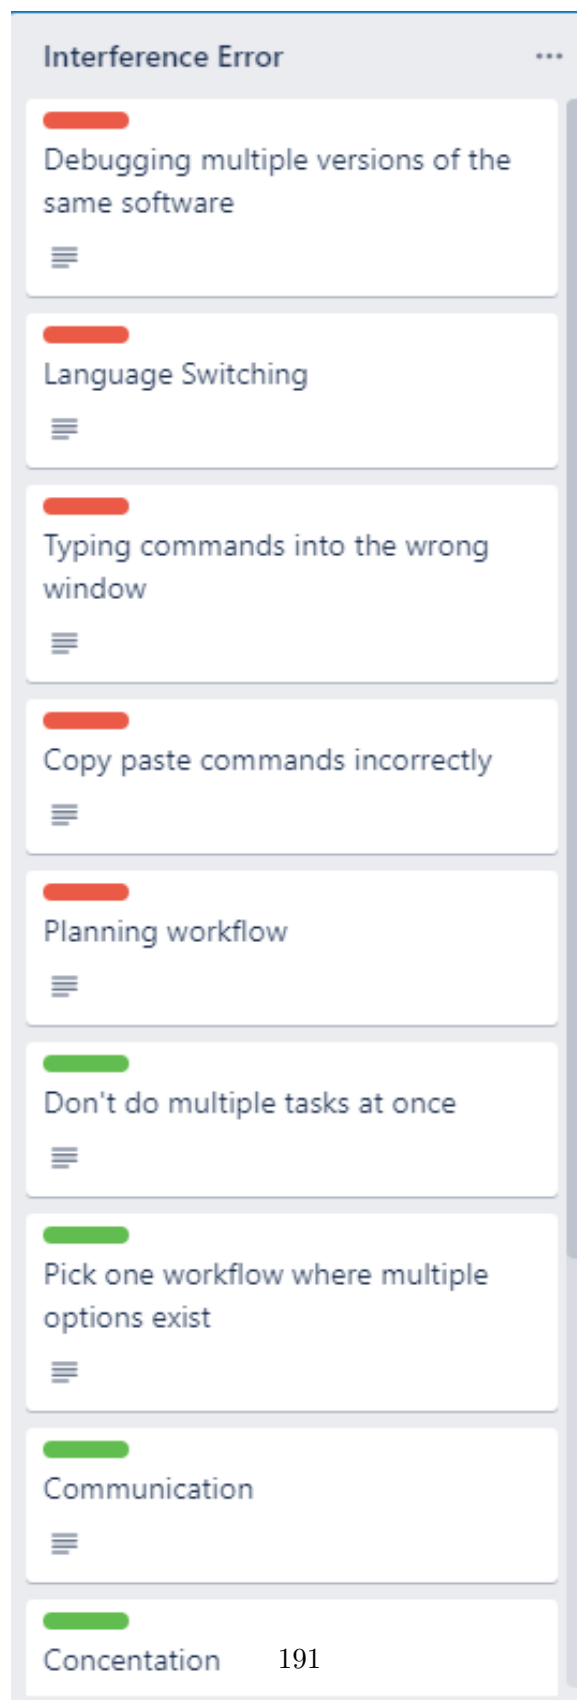 Interference Error
Debugging multiple versions of the
same software
Language Switching
Typing commands into the wrong
window
Copy paste commands incorrectly
Planning workflow
Don't do multiple tasks at once
Pick one workflow where multiple
options exist
Communication
Concentation
191